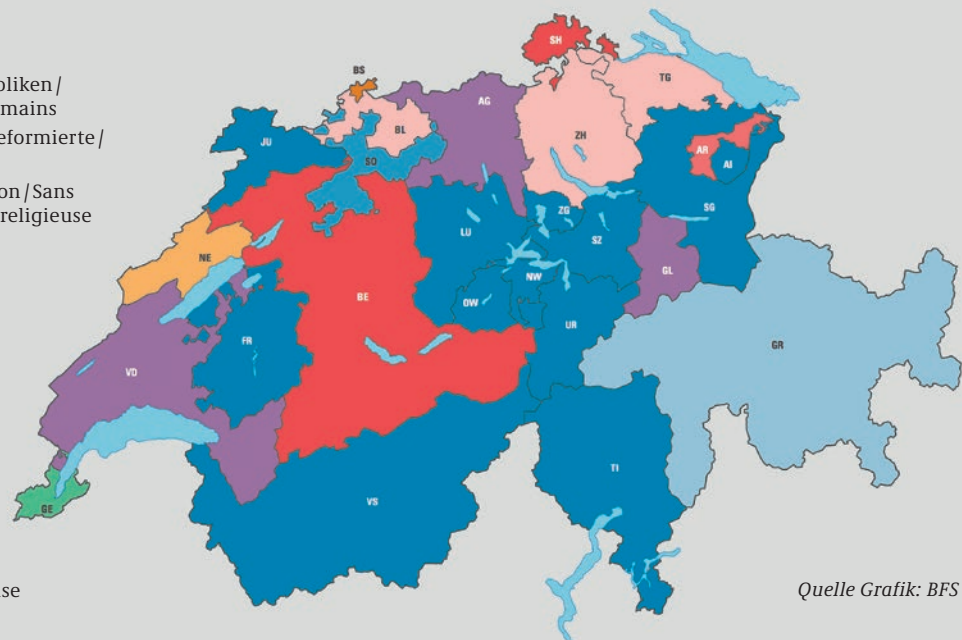 oliken /
mains
eformierte /
on / Sans
religieuse
SH
BS
TG
AG
BL
ZH
JU
SO
AR
AI
LU
ZG
SG
SZ
NE
NW
GL
BE
OW
UR
FR
GR
VD
TI
GE
VS
se
Quelle Grafik: BFS